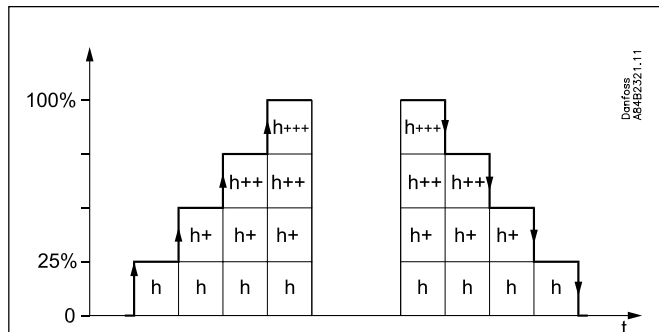 100%
h+++ h+++
h++ h++ h++ h++
h+ h+ h+ h+ h+ h+
25%
h h h h h h h h
0
t
Danfoss
A84B2321.11